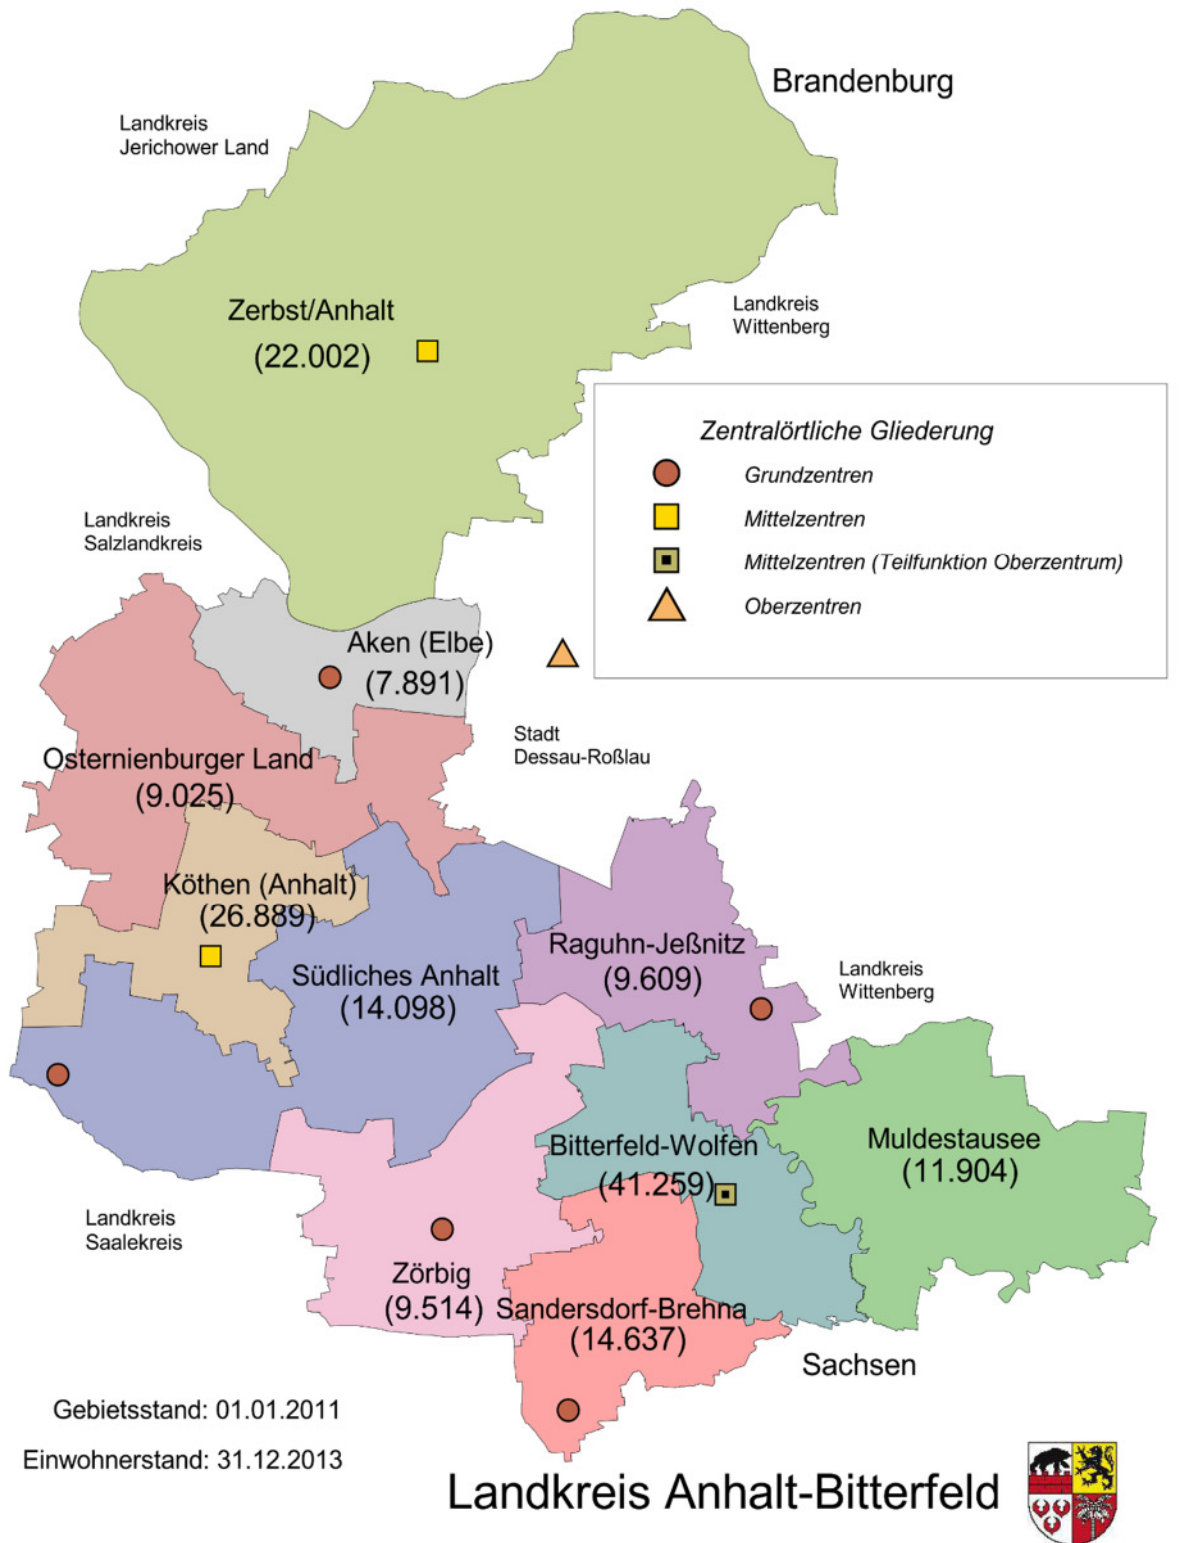 Brandenburg
Landkreis
Jerichower Land
Zerbst/Anhalt
(22.002)
Landkreis
Wittenberg
Zentralörtliche Gliederung
Grundzentren
Mittelzentren
Mittelzentren (Teilfunktion Oberzentrum)
Oberzentren
Landkreis
Salzlandkreis
Aken (Elbe)
(7.891)
Stadt
Dessau-Roßlau
Osternienburger Land
(9.025)
Köthen (Anhalt)
(26.889)
Südliches Anhalt
(14.098)
Raguhn-Jeßnitz
(9.609)
Landkreis
Wittenberg
Muldestausee
(11.904)
Bitterfeld-Wolfen
(41.259)
Landkreis
Saalekreis
Zörbig
(9.514)
Sandersdorf-Brehna
(14.637)
Sachsen
Gebietsstand: 01.01.2011
Einwohnerstand: 31.12.2013
Landkreis Anhalt-Bitterfeld